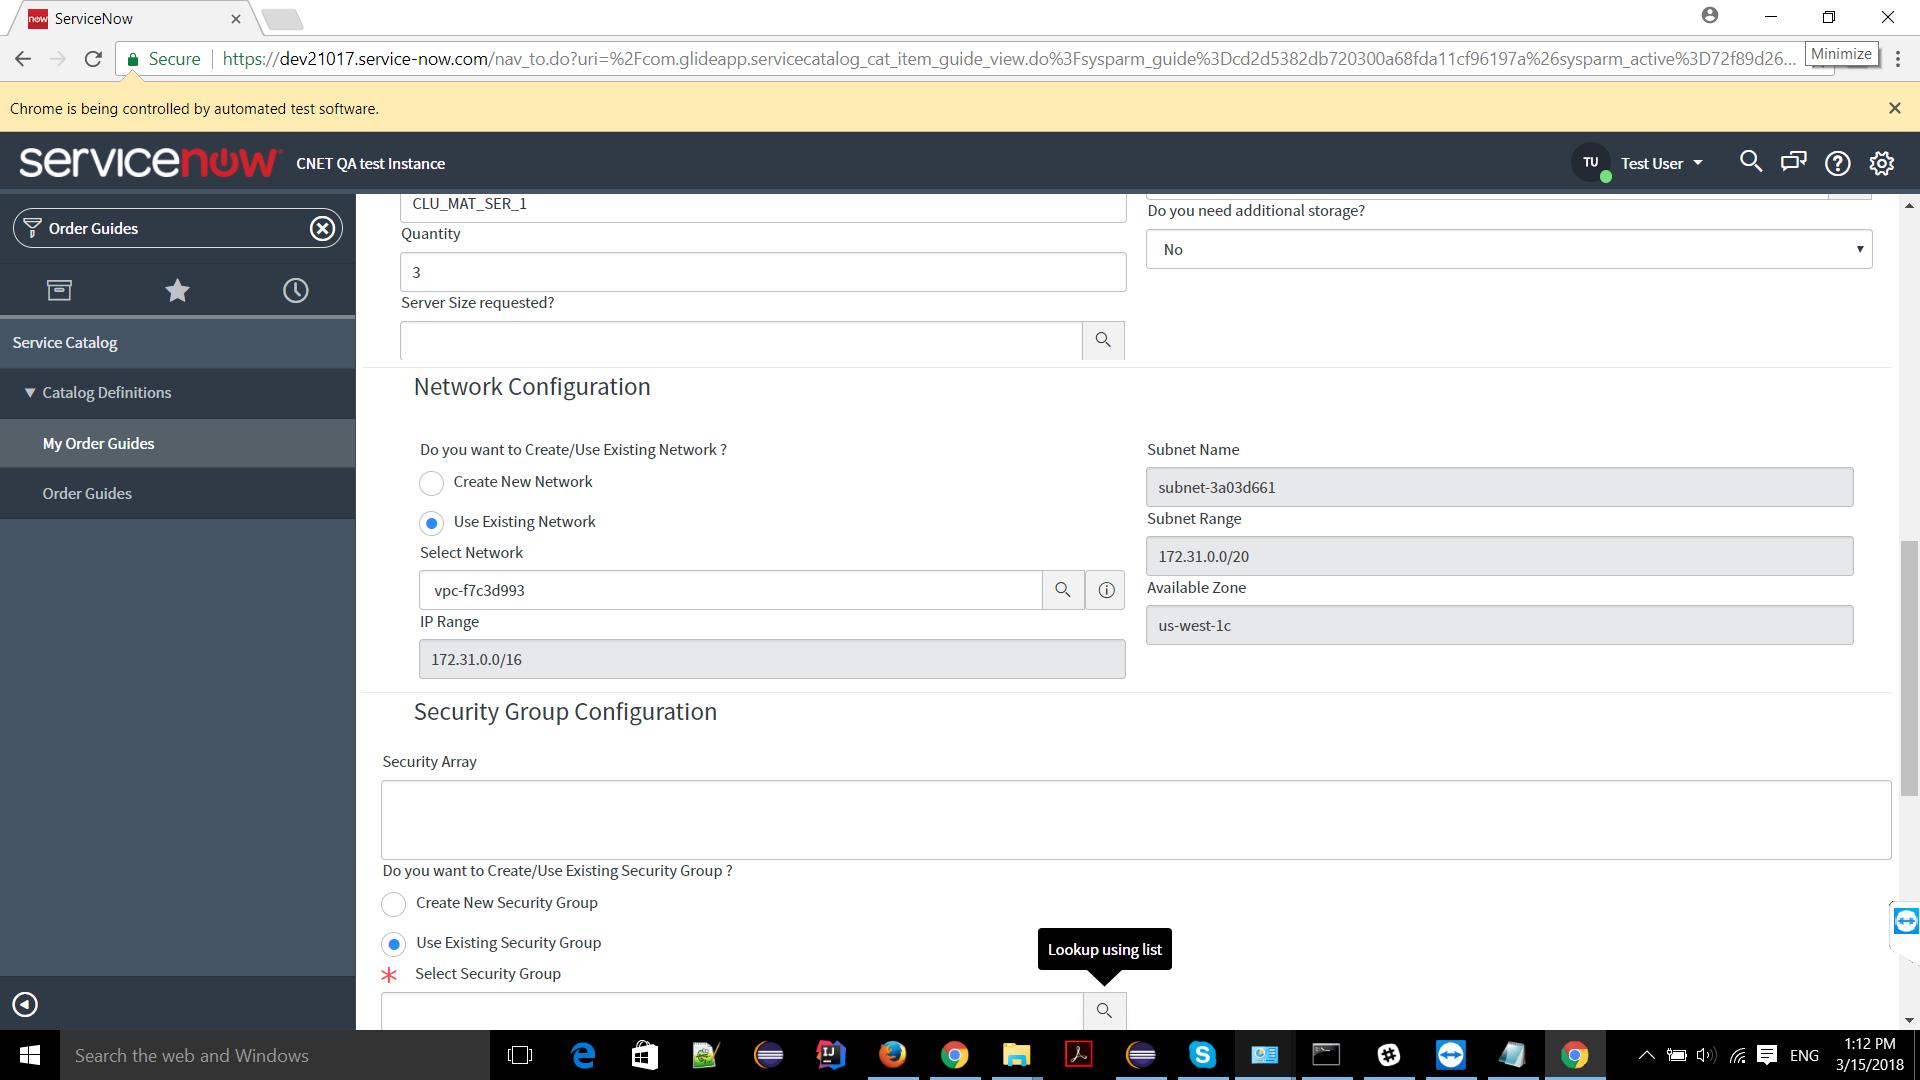 now ServiceNow
Secure https://dev21017.service-now.com/nav_to.do?uri=%2Fcom.glideapp.servicecatalog_cat_item_guide_view.do%3Fsysparm_guide%3Dcd2d5382db720300a68fda11cf96197a%26sysparm_active%3D72f89d26...
Minimize
Chrome is being controlled by automated test software.
servicenow CNET QA test Instance
TU Test User
Order Guides
Service Catalog
Catalog Definitions
My Order Guides
Order Guides
CLU_MAT_SER_1
Quantity
3
Server Size requested?
Do you need additional storage?
No
Network Configuration
Do you want to Create/Use Existing Network ?
Create New Network
Use Existing Network
Select Network
vpc-f7c3d993
IP Range
172.31.0.0/16
Subnet Name
subnet-3a03d661
Subnet Range
172.31.0.0/20
Available Zone
us-west-1c
Security Group Configuration
Security Array
Do you want to Create/Use Existing Security Group ?
Create New Security Group
Use Existing Security Group
Select Security Group
Lookup using list
Search the web and Windows
ENG
1:12 PM
3/15/2018